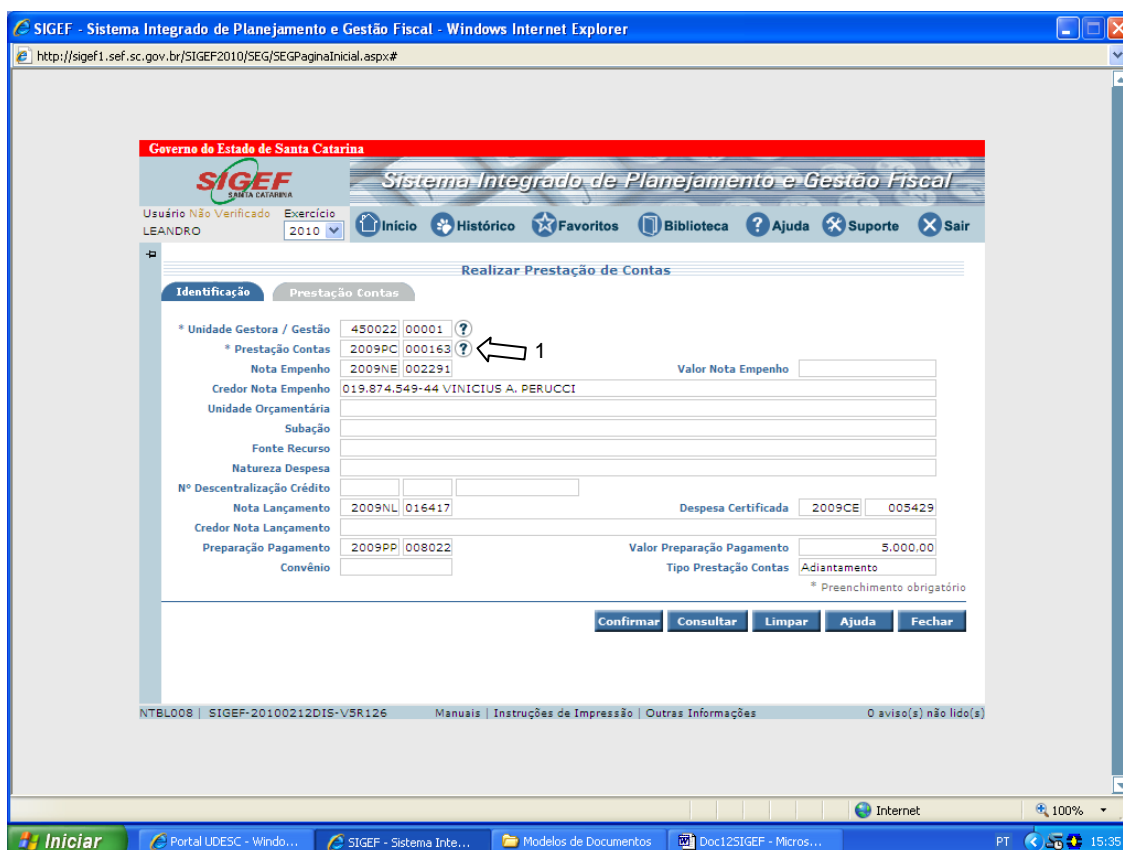 SIGEF - Sistema Integrado de Planejamento e Gestão Fiscal - Windows Internet Explorer
http://sigef1.sef.sc.gov.br/SIGEF2010/SEG/SEGPaginaInicial.aspx#
Governo do Estado de Santa Catarina
SIGEF
SANTA CATARINA
Sistema Integrado de Planejamento e Gestão Fiscal
Usuário Não Verificado Exercício
LEANDRO 2010 Início Histórico Favoritos Biblioteca ? Ajuda Suporte Sair
Realizar Prestação de Contas
Identificação Prestação Contas
* Unidade Gestora / Gestão 450022 00001 ?
* Prestação Contas 2009PC 000163 ? 1
Nota Empenho 2009NE 002291 Valor Nota Empenho
Credor Nota Empenho 019.874.549-44 VINICIUS A. PERUCCI
Unidade Orçamentária
Subação
Fonte Recurso
Natureza Despesa
Nº Descentralização Crédito
Nota Lançamento 2009NL 016417 Despesa Certificada 2009CE 005429
Credor Nota Lançamento
Preparação Pagamento 2009PP 008022 Valor Preparação Pagamento 5.000,00
Convênio Tipo Prestação Contas Adiantamento
* Preenchimento obrigatório
Confirmar Consultar Limpar Ajuda Fechar
NTBL008 | SIGEF-20100212DIS-V5R126 Manuais | Instruções de Impressão | Outras Informações 0 aviso(s) não lido(s)
Internet 100%
Iniciar Portal UDESC - Windo... SIGEF - Sistema Inte... Modelos de Documentos Doc12SIGEF - Micros... PT 15:35